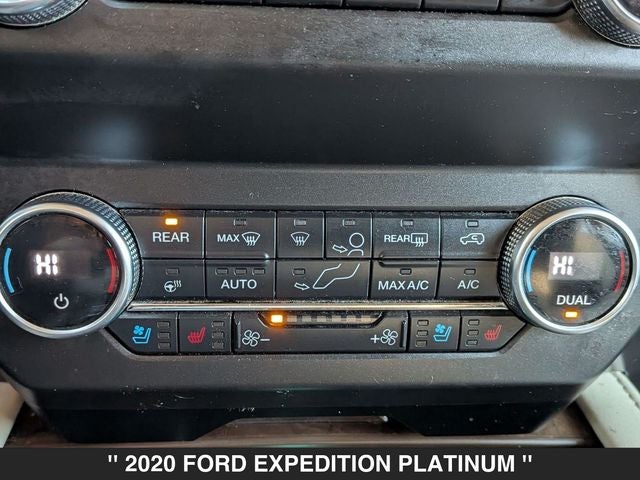 REAR
MAX
REAR
HI
HI
AUTO
MAX A/C
A/C
DUAL
-
+
" 2020 FORD EXPEDITION PLATINUM "